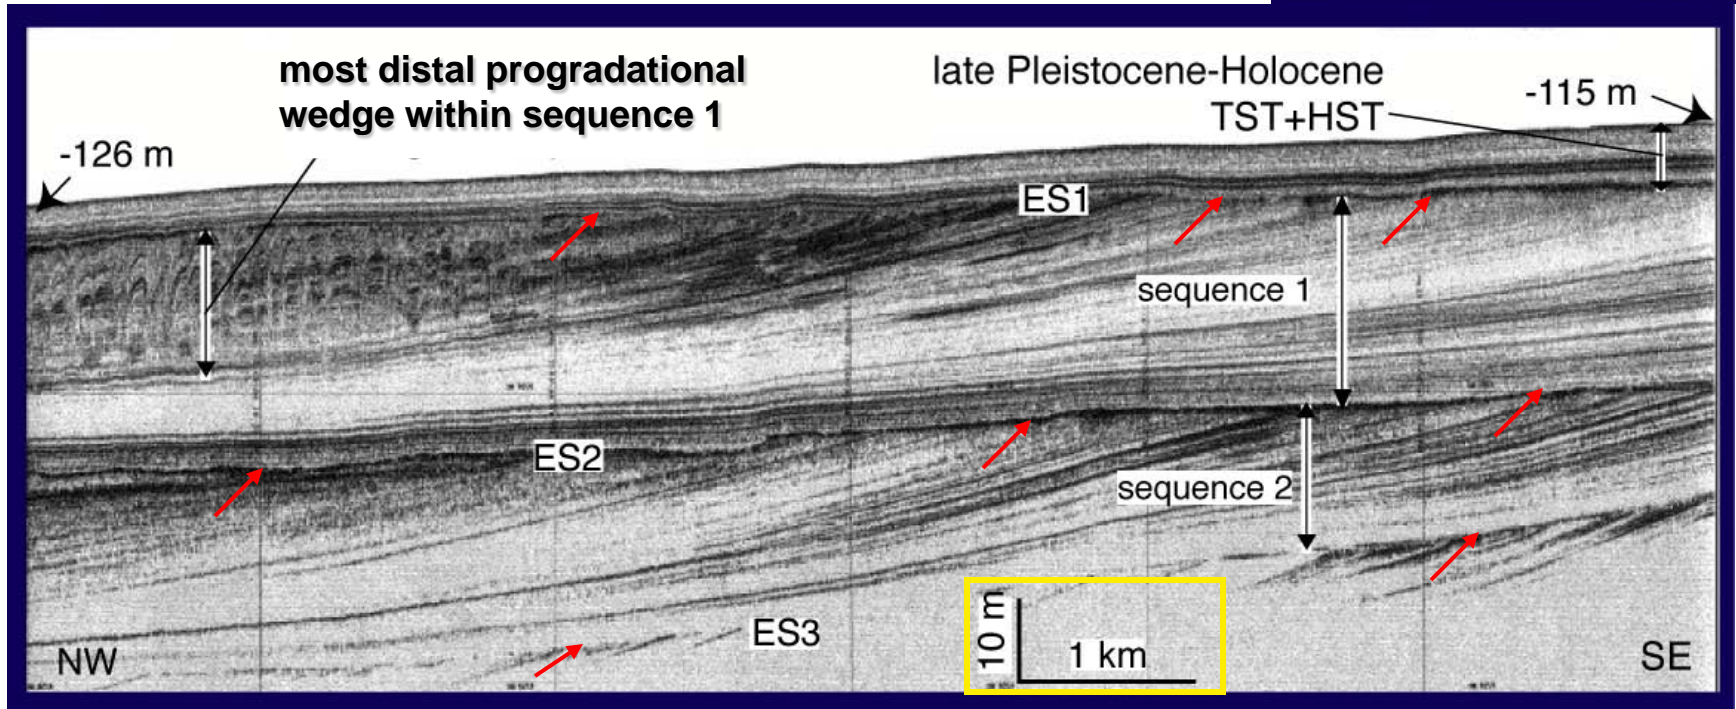 most distal progradational
wedge within sequence 1
late Pleistocene-Holocene
TST+HST
-115 m
-126 m
ES1
sequence 1
ES2
sequence 2
10 m
1 km
ES3
NW
SE